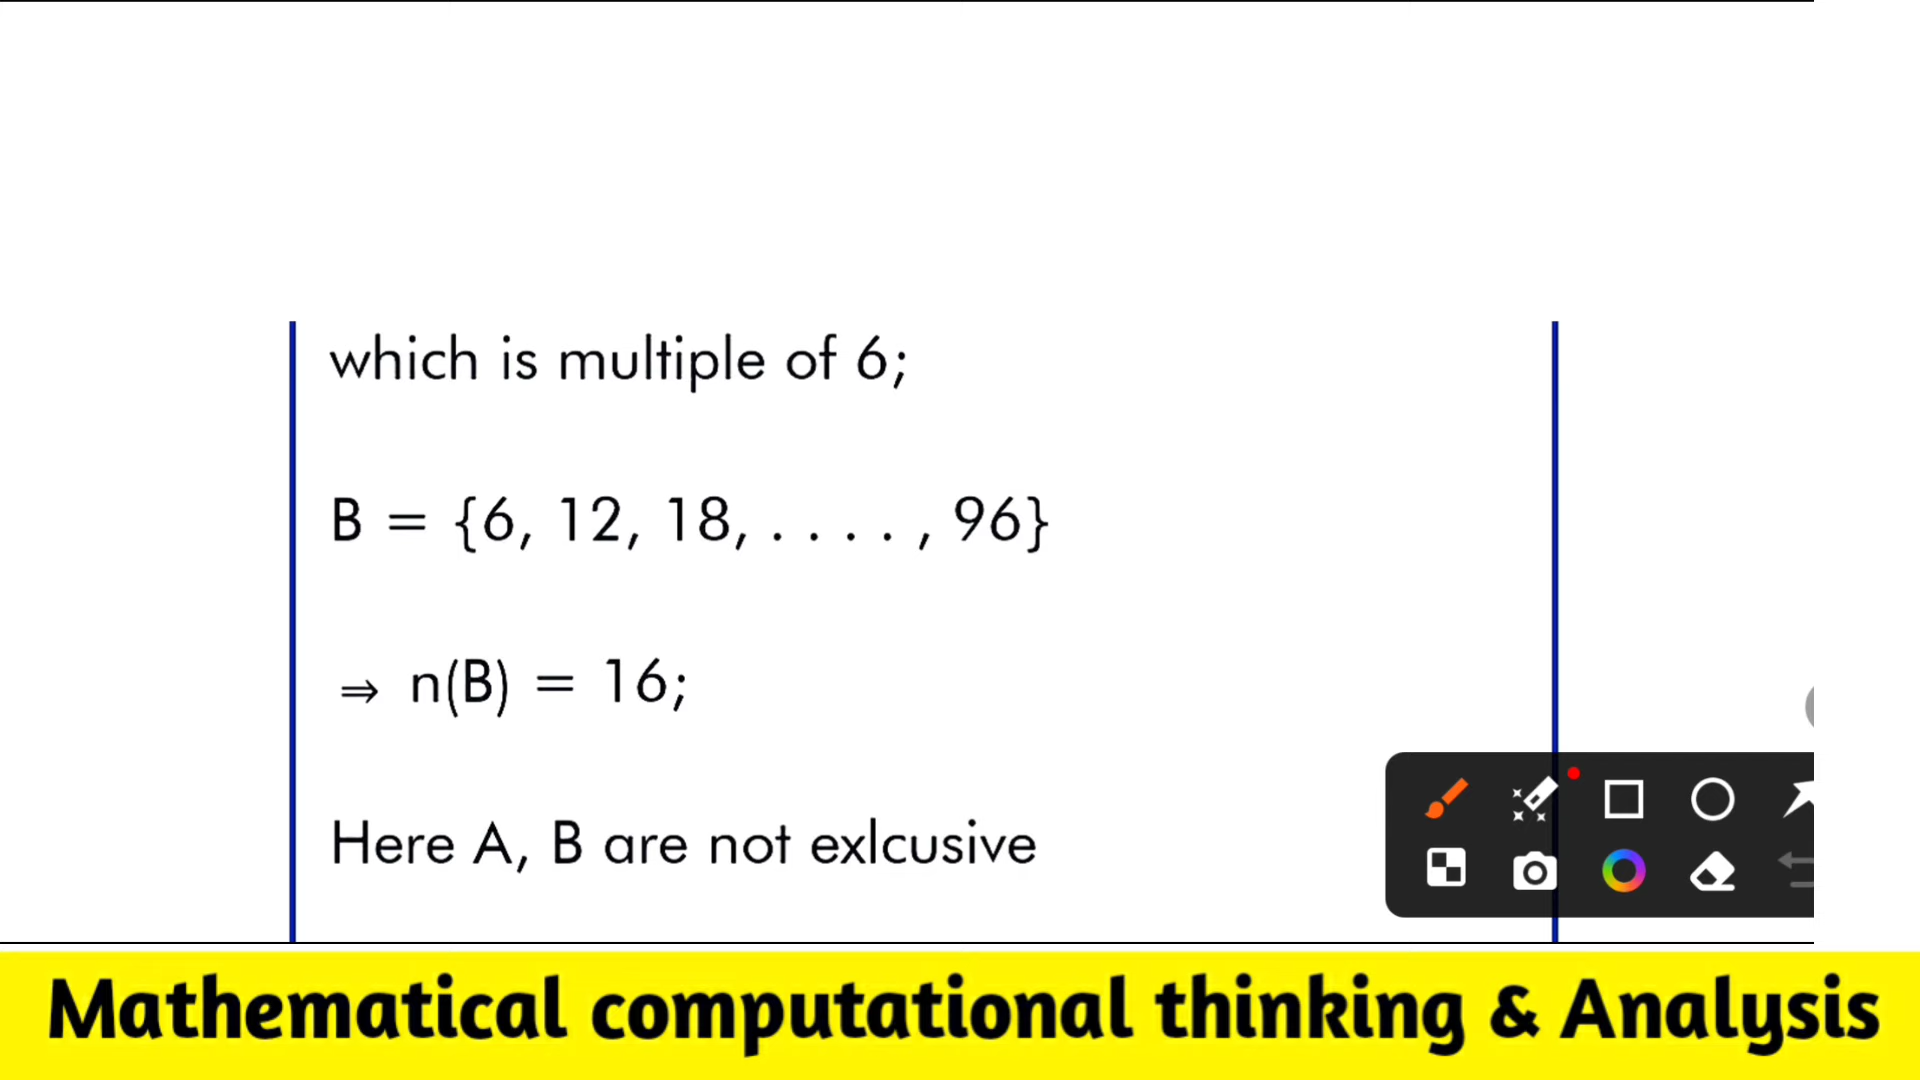 which is multiple of 6;
B = {6, 12, 18, . . . . , 96}
⇒ n(B) = 16;
Here A, B are not exlcusive
Mathematical computational thinking & Analysis